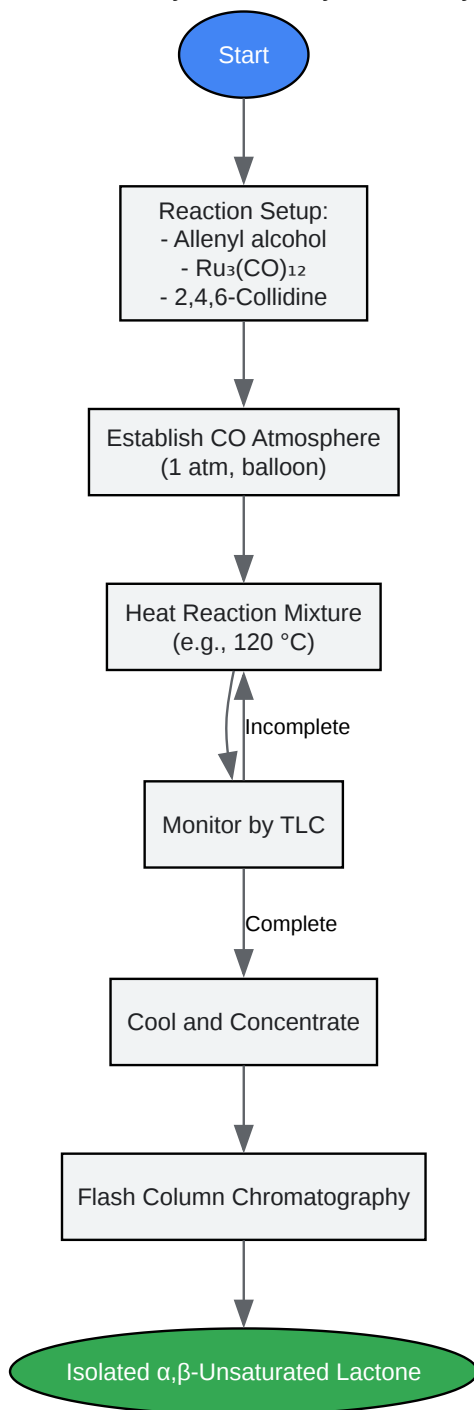 Start
Reaction Setup:
- Allenyl alcohol
- Ru₃(CO)₁₂
- 2,4,6-Collidine
Establish CO Atmosphere
(1 atm, balloon)
Heat Reaction Mixture
(e.g., 120 °C)
Incomplete
Monitor by TLC
Complete
Cool and Concentrate
Flash Column Chromatography
Isolated α,β-Unsaturated Lactone